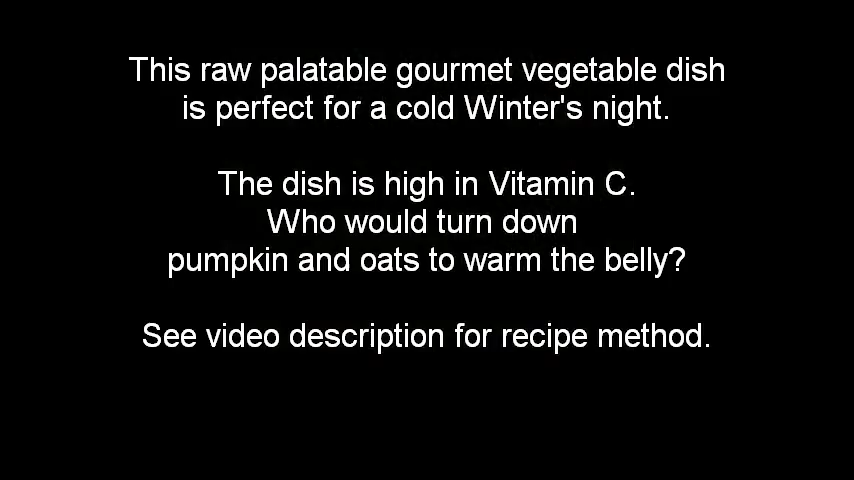 This raw palatable gourmet vegetable dish
is perfect for a cold Winter's night.
The dish is high in Vitamin C.
Who would turn down
pumpkin and oats to warm the belly?
See video description for recipe method.